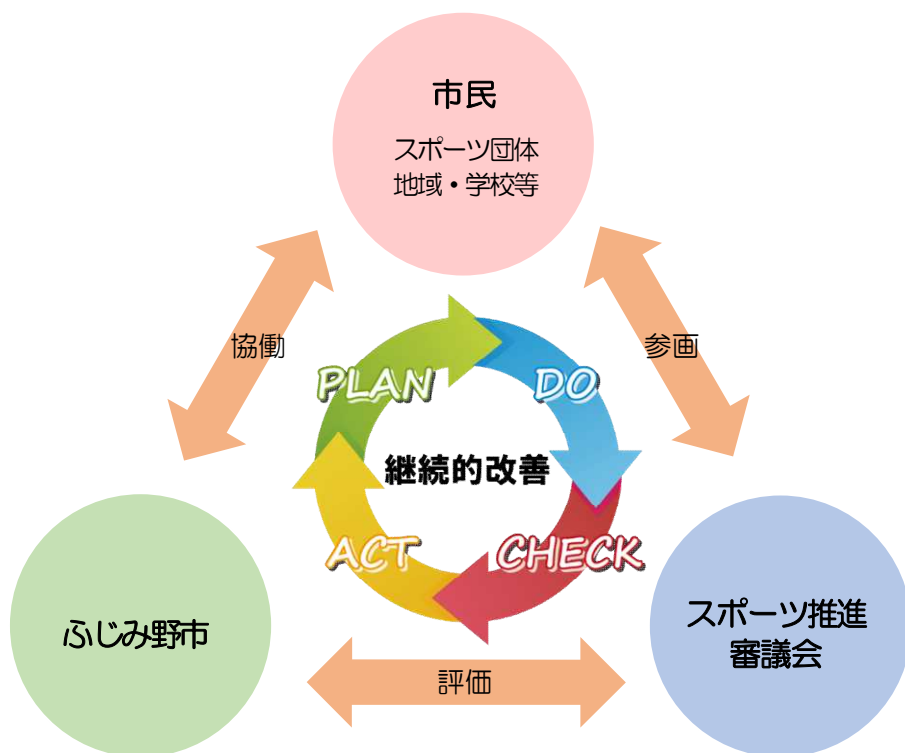 市民
スポーツ団体
地域・学校等
協働
参画
PLAN
DO
継続的改善
ACT
CHECK
ふじみ野市
スポーツ推進
審議会
評価